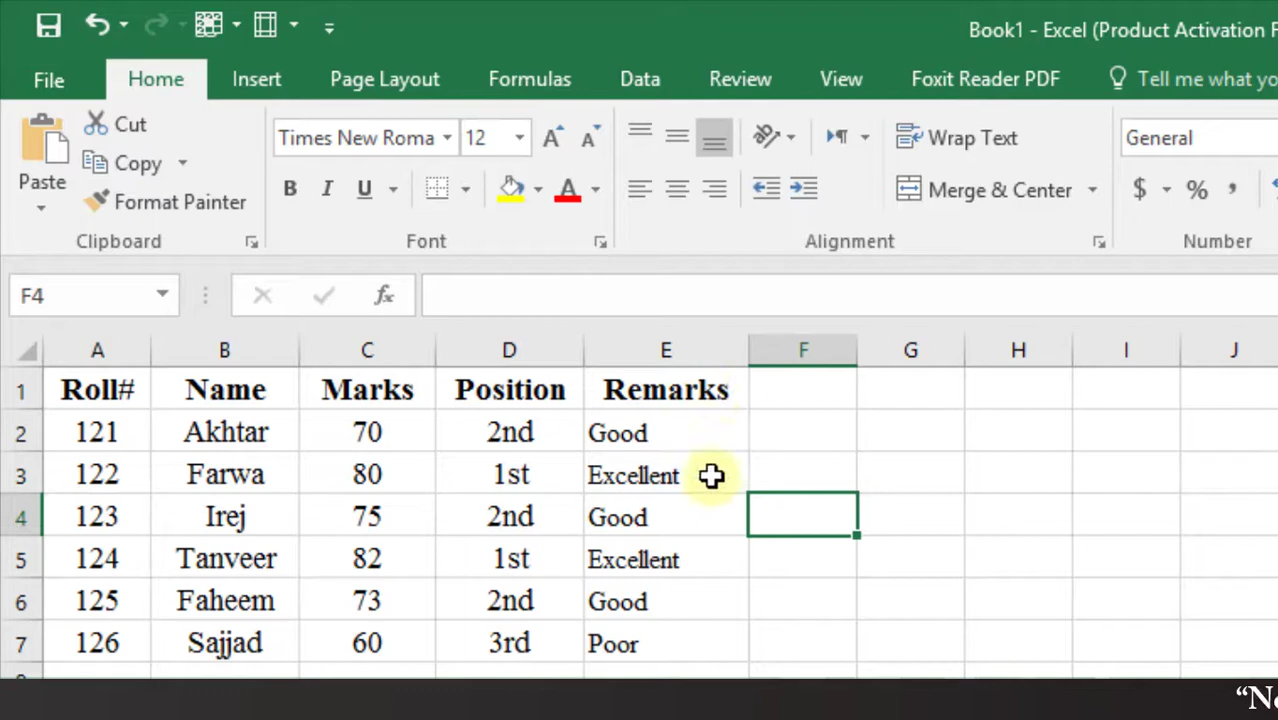 Book1 - Excel (Product Activation F
File Home Insert Page Layout Formulas Data Review View Foxit Reader PDF Tell me what yo
Paste
Cut
Copy
Format Painter
Clipboard
Times New Roma 12
B I U A
Font
Wrap Text
Merge & Center
Alignment
General
$ % ,
Number
F4 fx
A B C D E F G H I J
1 Roll# Name Marks Position Remarks
2 121 Akhtar 70 2nd Good
3 122 Farwa 80 1st Excellent
4 123 Irej 75 2nd Good
5 124 Tanveer 82 1st Excellent
6 125 Faheem 73 2nd Good
7 126 Sajjad 60 3rd Poor